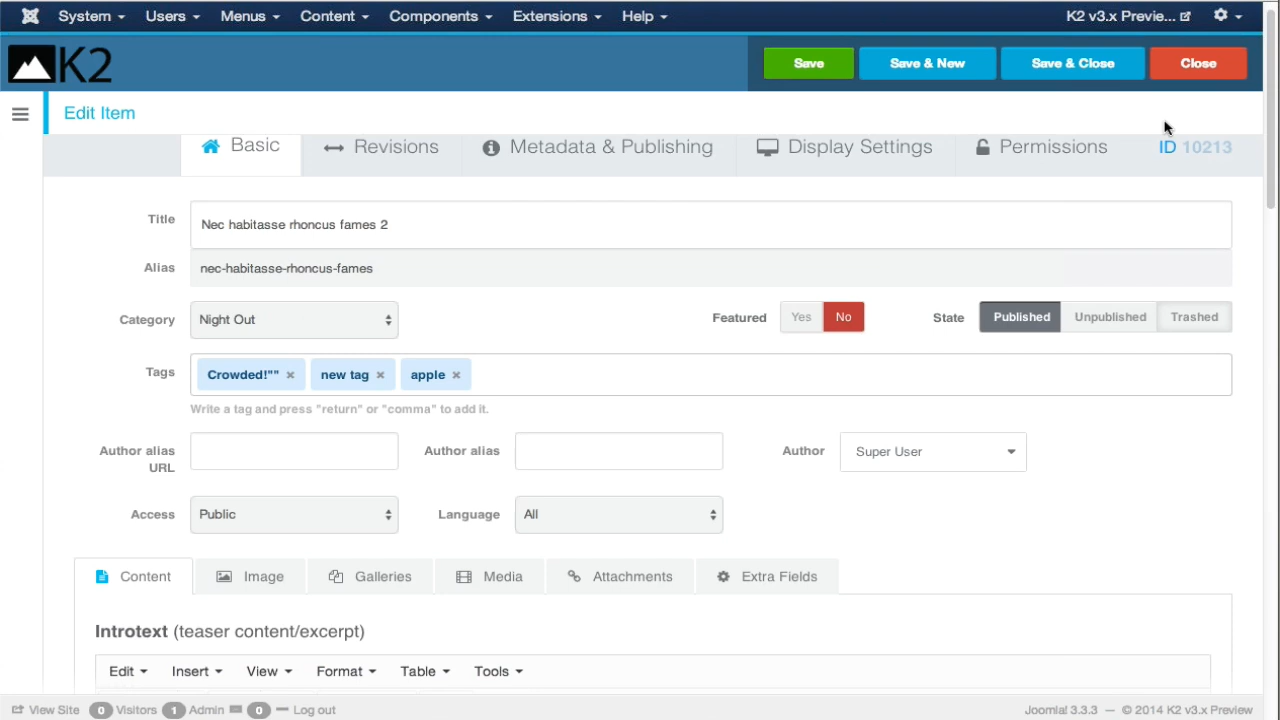 System Users Menus Content Components Extensions Help K2 v3.x Previe...
K2 Save Save & New Save & Close Close
Edit Item
Basic Revisions Metadata & Publishing Display Settings Permissions ID 10213
Title Nec habitasse rhoncus fames 2
Alias nec-habitasse-rhoncus-fames
Category Night Out Featured Yes No State Published Unpublished Trashed
Tags Crowded!"" × new tag × apple ×
Write a tag and press "return" or "comma" to add it.
Author alias URL Author alias Author Super User
Access Public Language All
Content Image Galleries Media Attachments Extra Fields
Introtext (teaser content/excerpt)
Edit Insert View Format Table Tools
View Site 0 Visitors 1 Admin 0 Log out Joomla! 3.3.3 — © 2014 K2 v3.x Preview